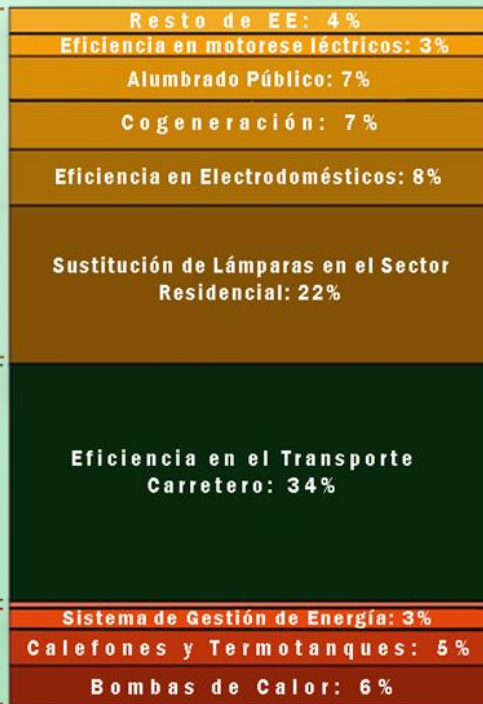 Resto de EE: 4%
Eficiencia en motorese léctricos: 3%
Alumbrado Público: 7%
Cogeneración: 7%
Eficiencia en Electrodomésticos: 8%
Sustitución de Lámparas en el Sector
Residencial: 22%
Eficiencia en el Transporte
Carretero: 34%
Sistema de Gestión de Energía: 3%
Calefones y Termotanques: 5%
Bombas de Calor: 6%